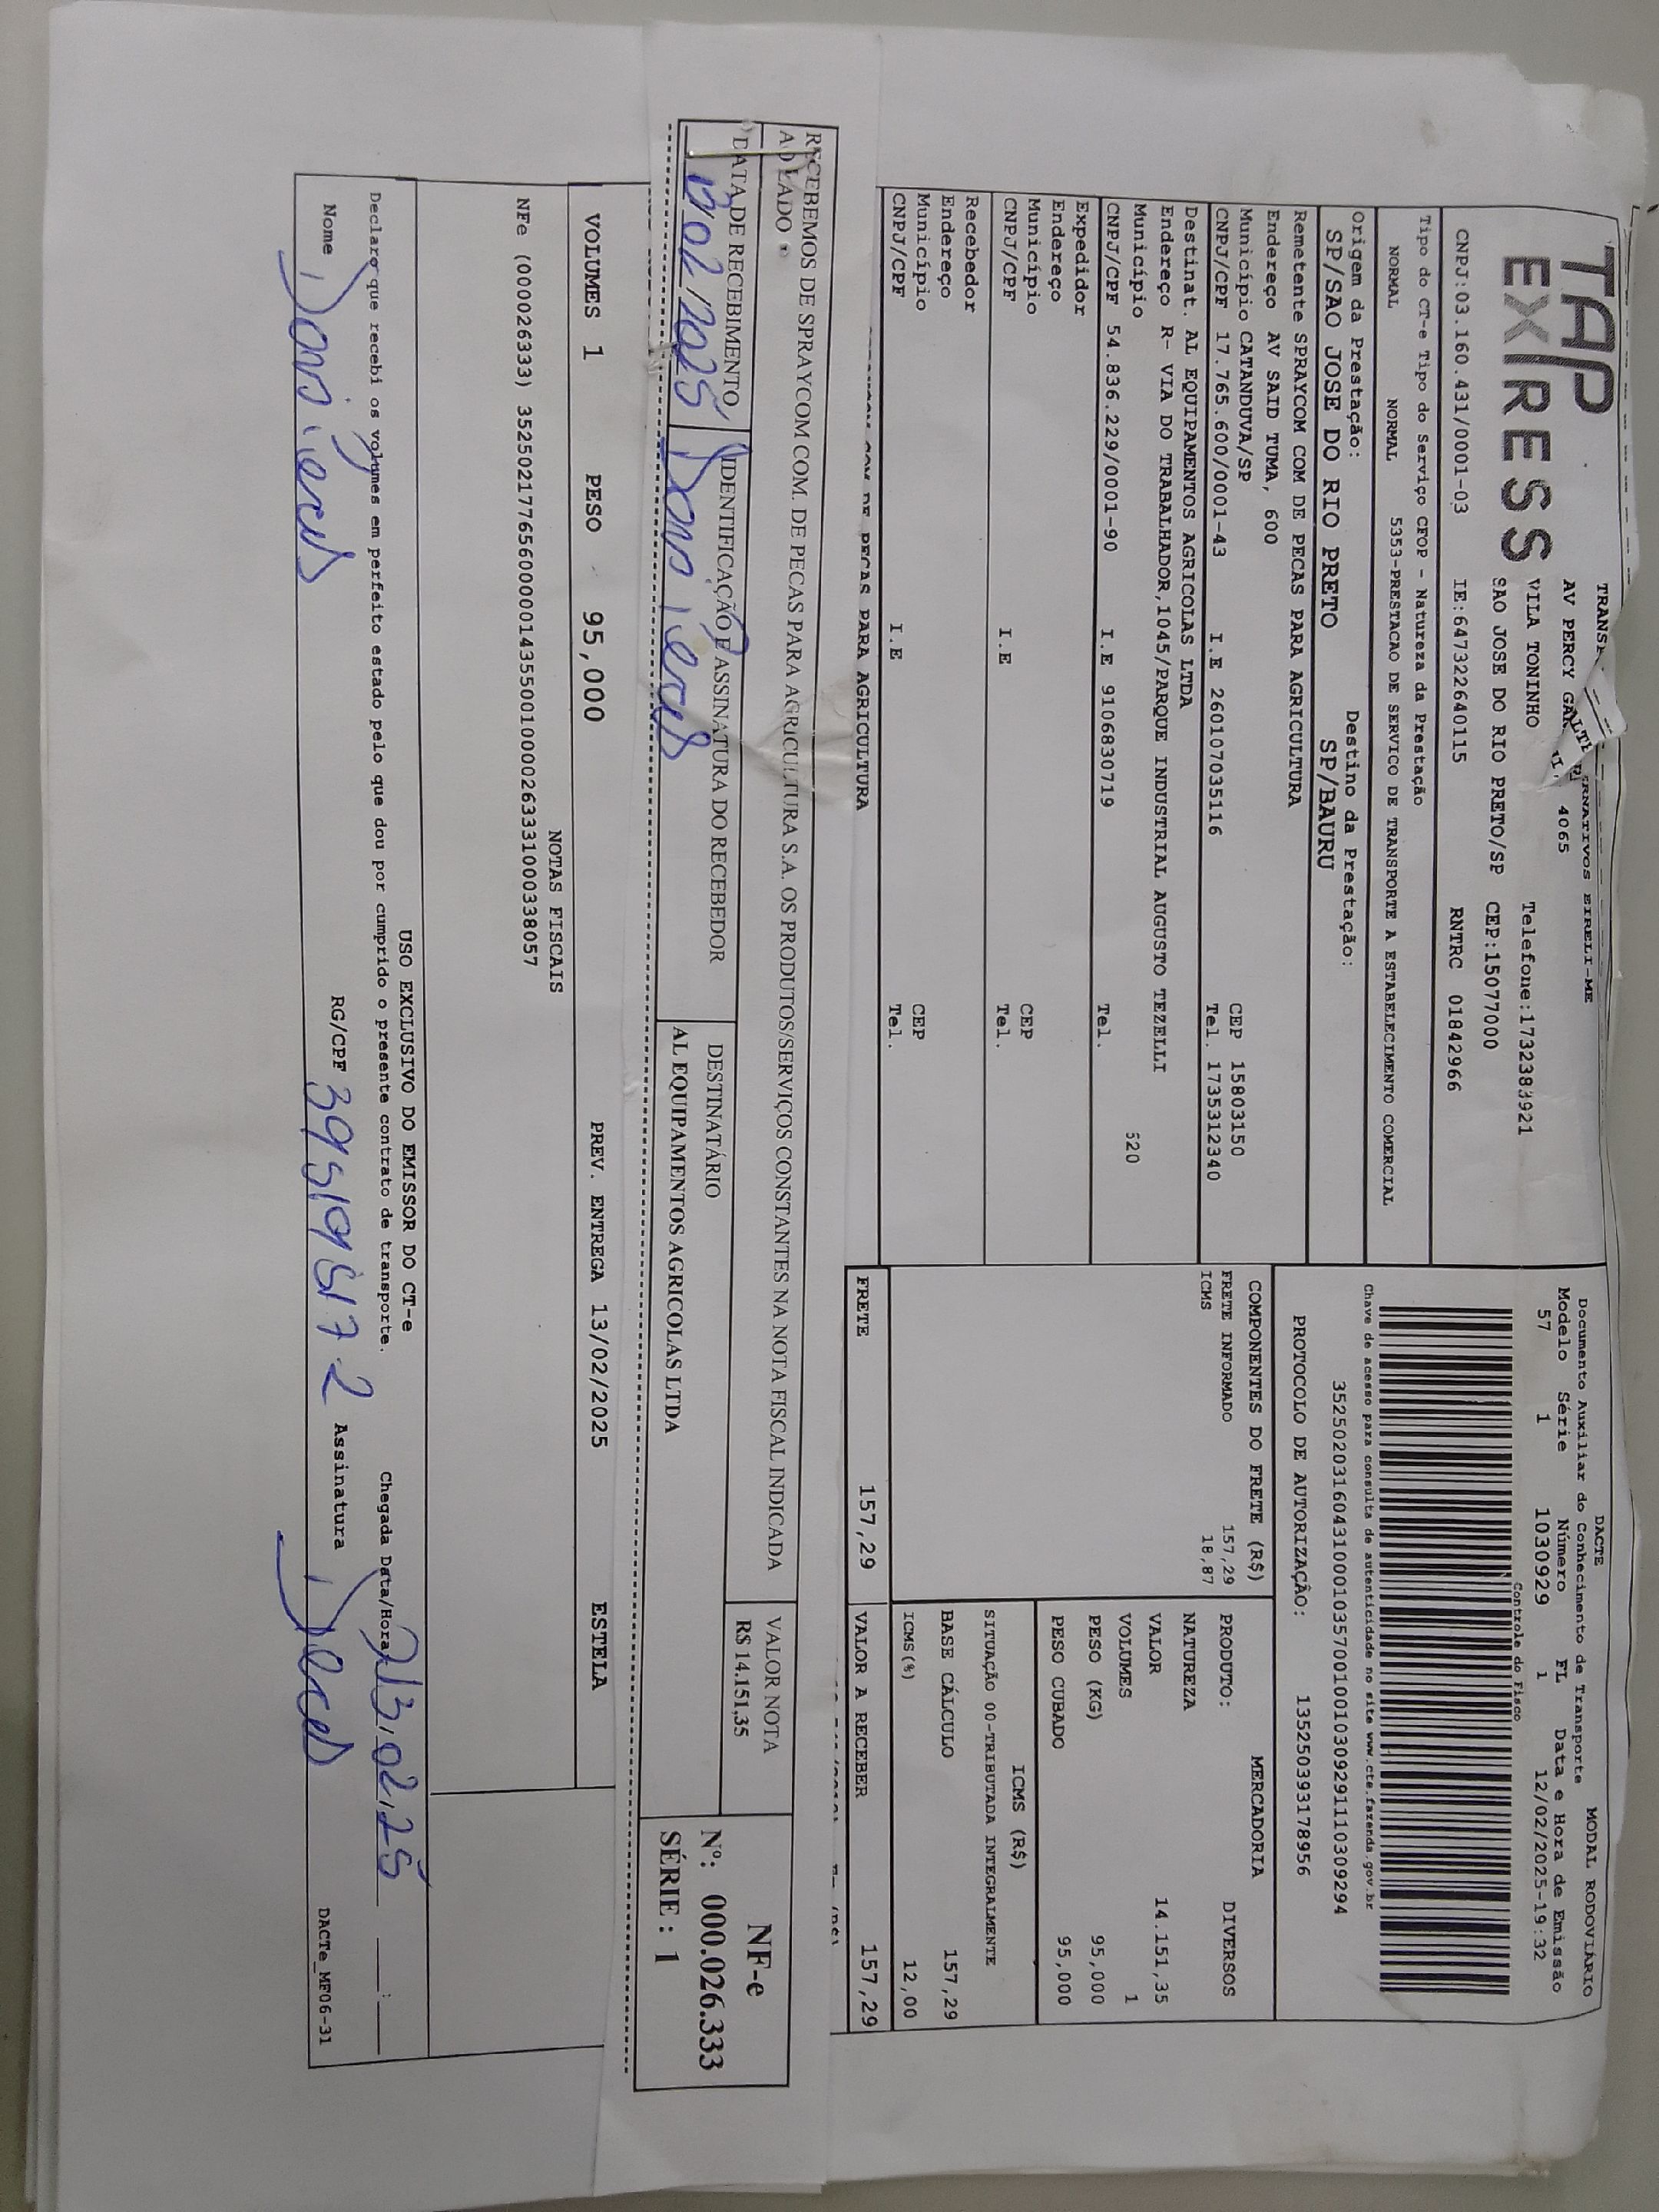 TAP EXPRESS
AV PERCY
4065
VILA TONINHO Telefone:1732383921
SAO JOSE DO RIO PRETO/SP CEP:15077000
CNPJ:03.160.431/0001-03 IE:647322640115 RNTRC 01842966
DACTE MODAL RODOVIÁRIO
Documento Auxiliar do Conhecimento de Transporte
Modelo Série Número FL Data e Hora de Emissão
57 1 1030929 1 12/02/2025-19:32
Controle do Fisco
Tipo do CT-e Tipo do Serviço CFOP - Natureza da Prestação
NORMAL NORMAL 5353-PRESTACAO DE SERVICO DE TRANSPORTE A ESTABELECIMENTO COMERCIAL
Chave de acesso para consulta de autenticidade no site www.cte.fazenda.gov.br
Origem da Prestação: Destino da Prestação:
SP/SAO JOSE DO RIO PRETO SP/BAURU
PROTOCOLO DE AUTORIZAÇÃO: 135250393178956
Remetente SPRAYCOM COM DE PECAS PARA AGRICULTURA
Endereço AV SAID TUMA, 600
Município CATANDUVA/SP CEP 15803150
CNPJ/CPF 17.765.600/0001-43 I.E 260107035116 Tel. 1735312340
Destinat. AL EQUIPAMENTOS AGRICOLAS LTDA
Endereço R- VIA DO TRABALHADOR,1045/PARQUE INDUSTRIAL AUGUSTO TEZELLI
Município
CNPJ/CPF 54.836.229/0001-90 I.E 9106830719 Tel.
Expedidor
Endereço
Município CEP
CNPJ/CPF I.E Tel.
Recebedor
Endereço
Município CEP
CNPJ/CPF I.E Tel.
COMPONENTES DO FRETE (R$)
FRETE INFORMADO 157,29
ICMS 18,87
MERCADORIA
PRODUTO: DIVERSOS
NATUREZA
VALOR 14.151,35
VOLUMES 1
PESO (KG) 95,000
PESO CUBADO 95,000
ICMS (R$)
SITUAÇÃO 00-TRIBUTADA INTEGRALMENTE
BASE CÁLCULO 157,29
ICMS(%) 12,00
PECAS PARA AGRICULTURA
FRETE 157,29 VALOR A RECEBER 157,29
RECEBEMOS DE SPRAYCOM COM. DE PECAS PARA AGRICULTURA S.A. OS PRODUTOS/SERVIÇOS CONSTANTES NA NOTA FISCAL INDICADA
AO LADO
VALOR NOTA
R$ 14.151,35
NF-e
Nº: 000.026.333
SÉRIE : 1
DATA DE RECEBIMENTO IDENTIFICAÇÃO E ASSINATURA DO RECEBEDOR DESTINATÁRIO
AL EQUIPAMENTOS AGRICOLAS LTDA
VOLUMES 1 PESO 95,000 PREV. ENTREGA 13/02/2025 ESTELA
NOTAS FISCAIS
USO EXCLUSIVO DO EMISSOR DO CT-e
Declaro que recebi os volumes em perfeito estado pelo que dou por cumprido o presente contrato de transporte. Chegada Data/Hora 13,02,25
Nome RG/CPF Assinatura
DACTe_MF06-31